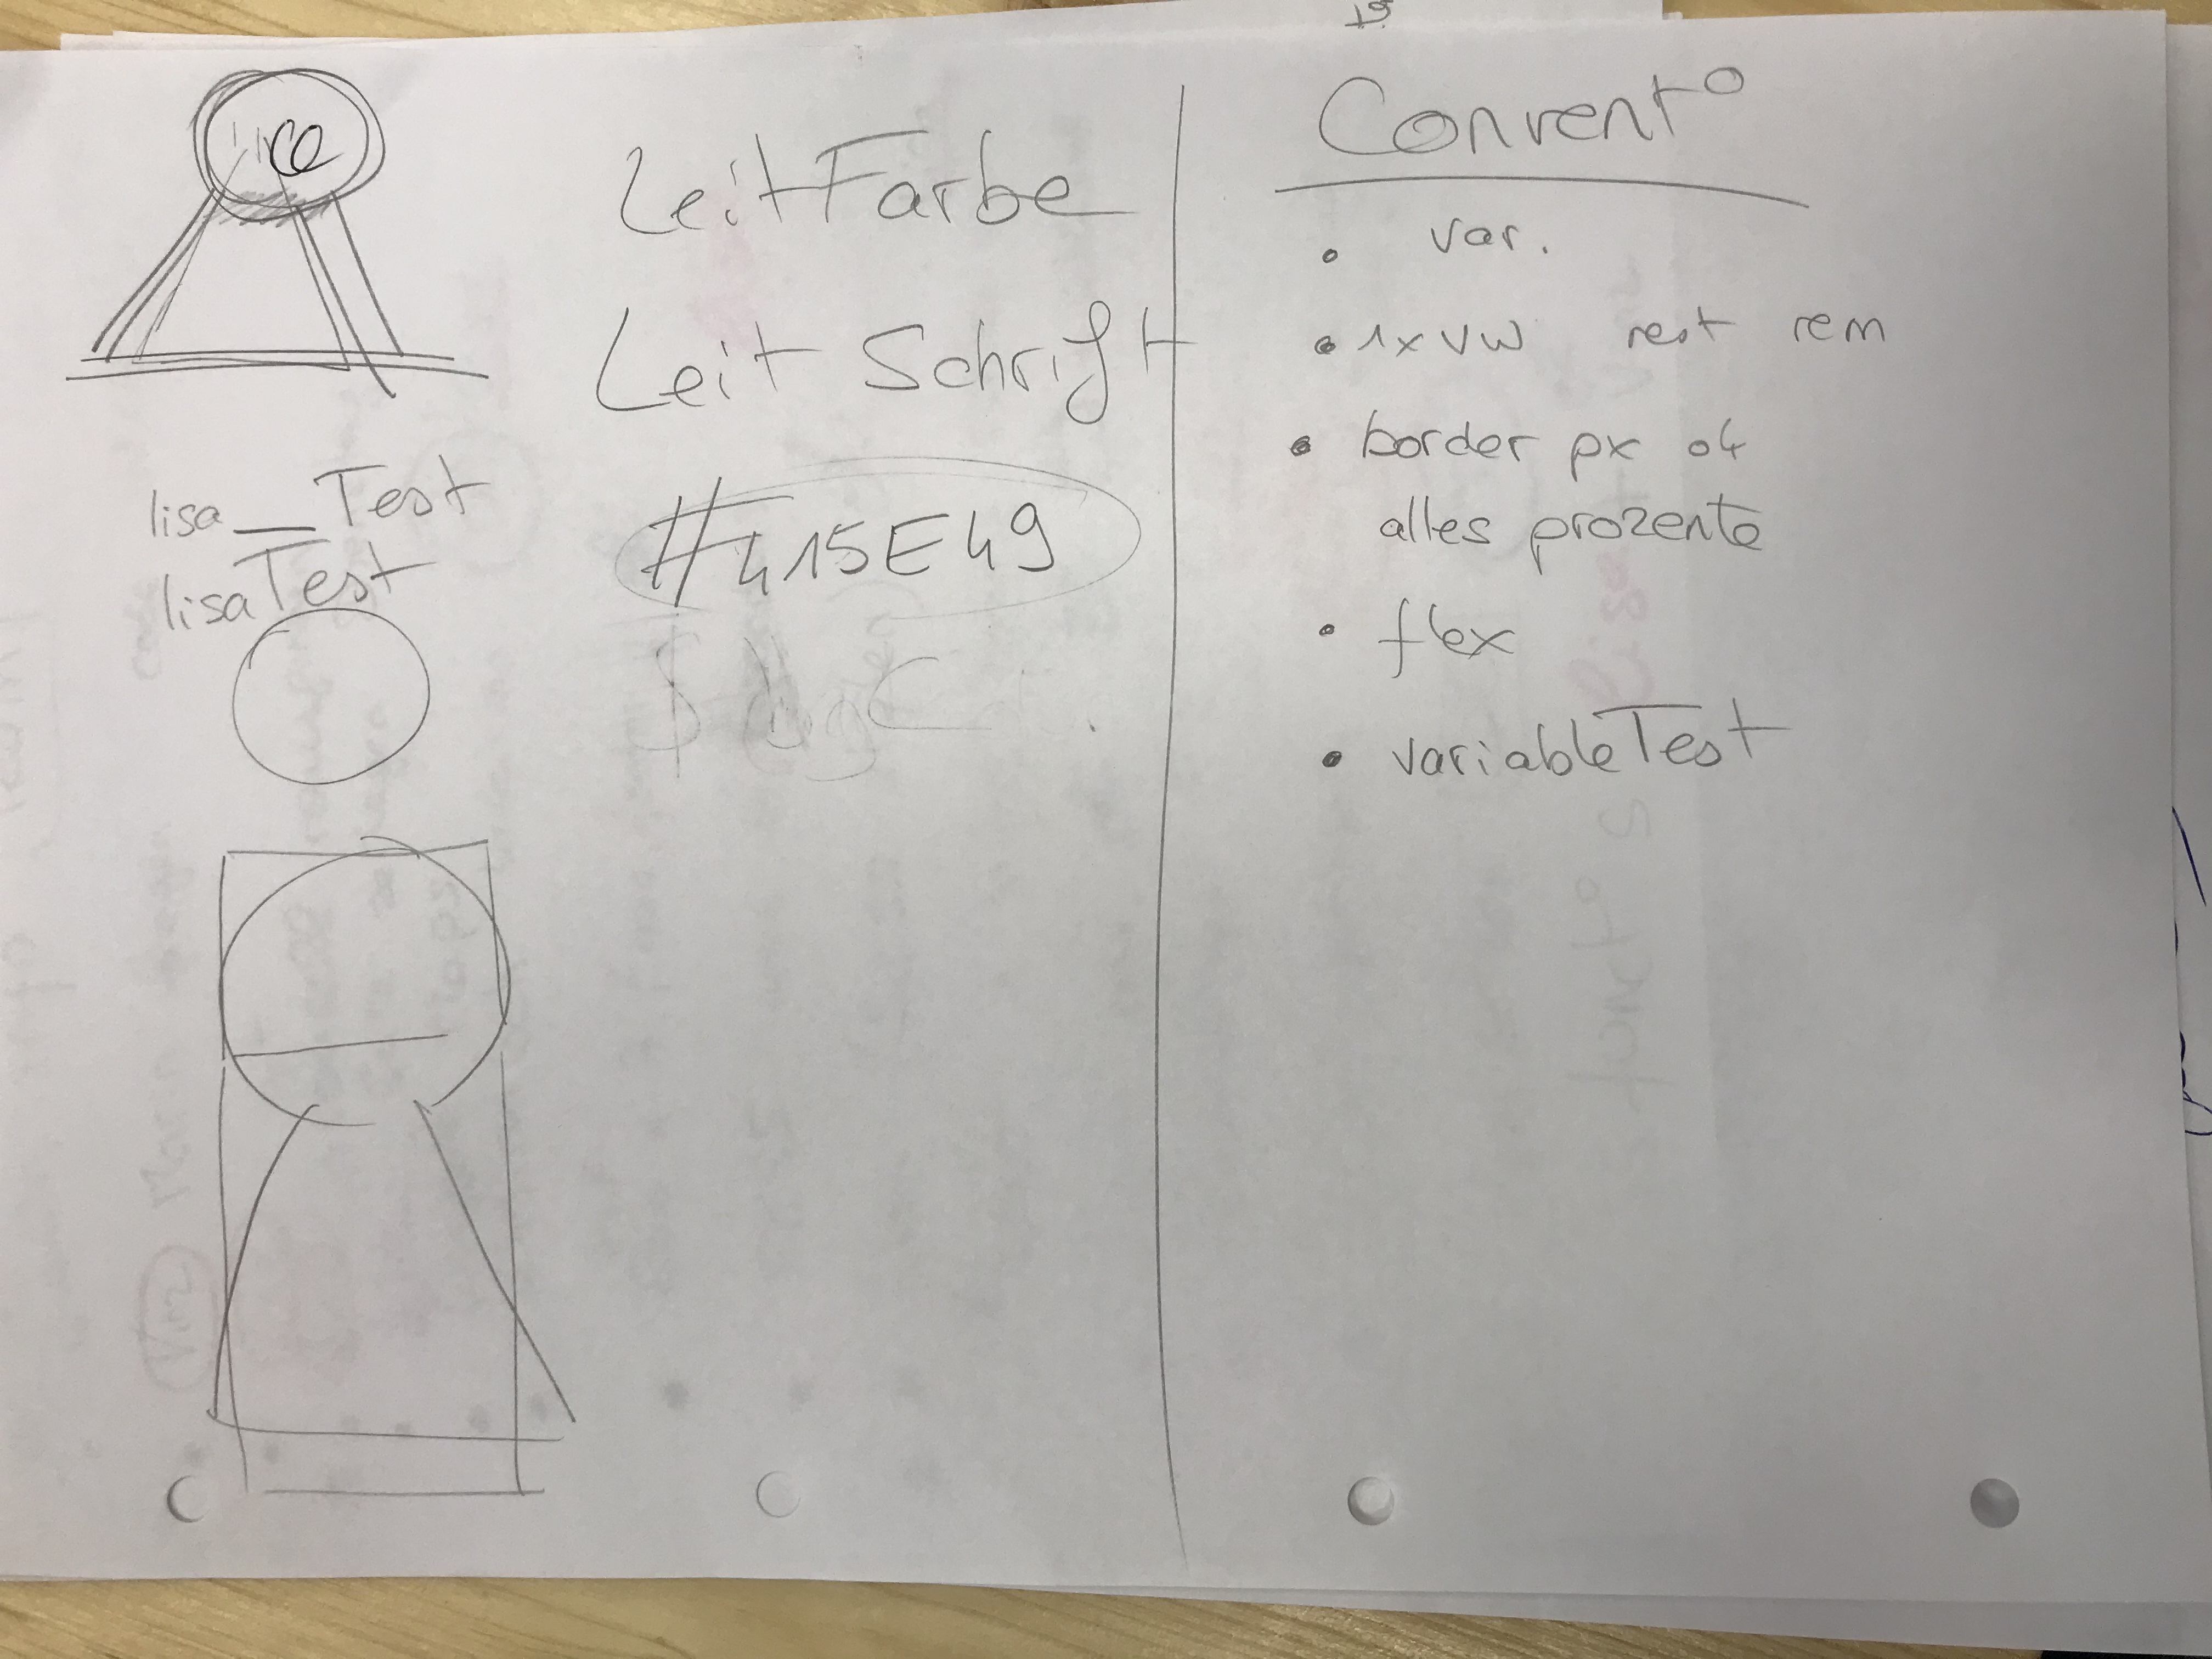 LeitFarbe
Leit Schrift
lisa__Test
lisaTest
#415E49
Convent°
• var.
• 1x vw rest rem
• border px ok
alles prozente
• flex
• variableTest